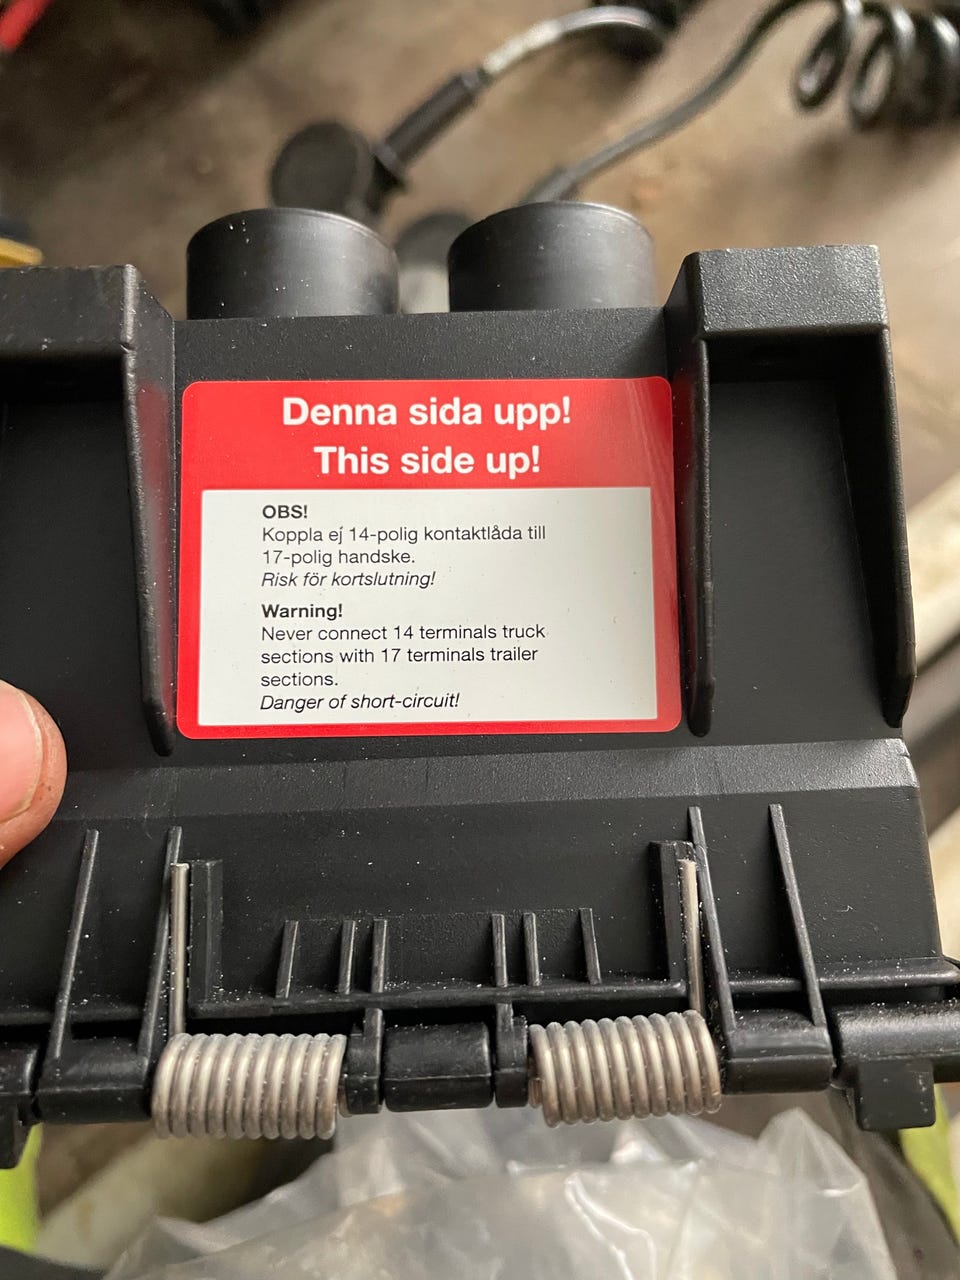 Denna sida upp!
This side up!
OBS!
Koppla ej 14-polig kontaktlåda till
17-polig handske.
Risk för kortslutning!
Warning!
Never connect 14 terminals truck
sections with 17 terminals trailer
sections.
Danger of short-circuit!